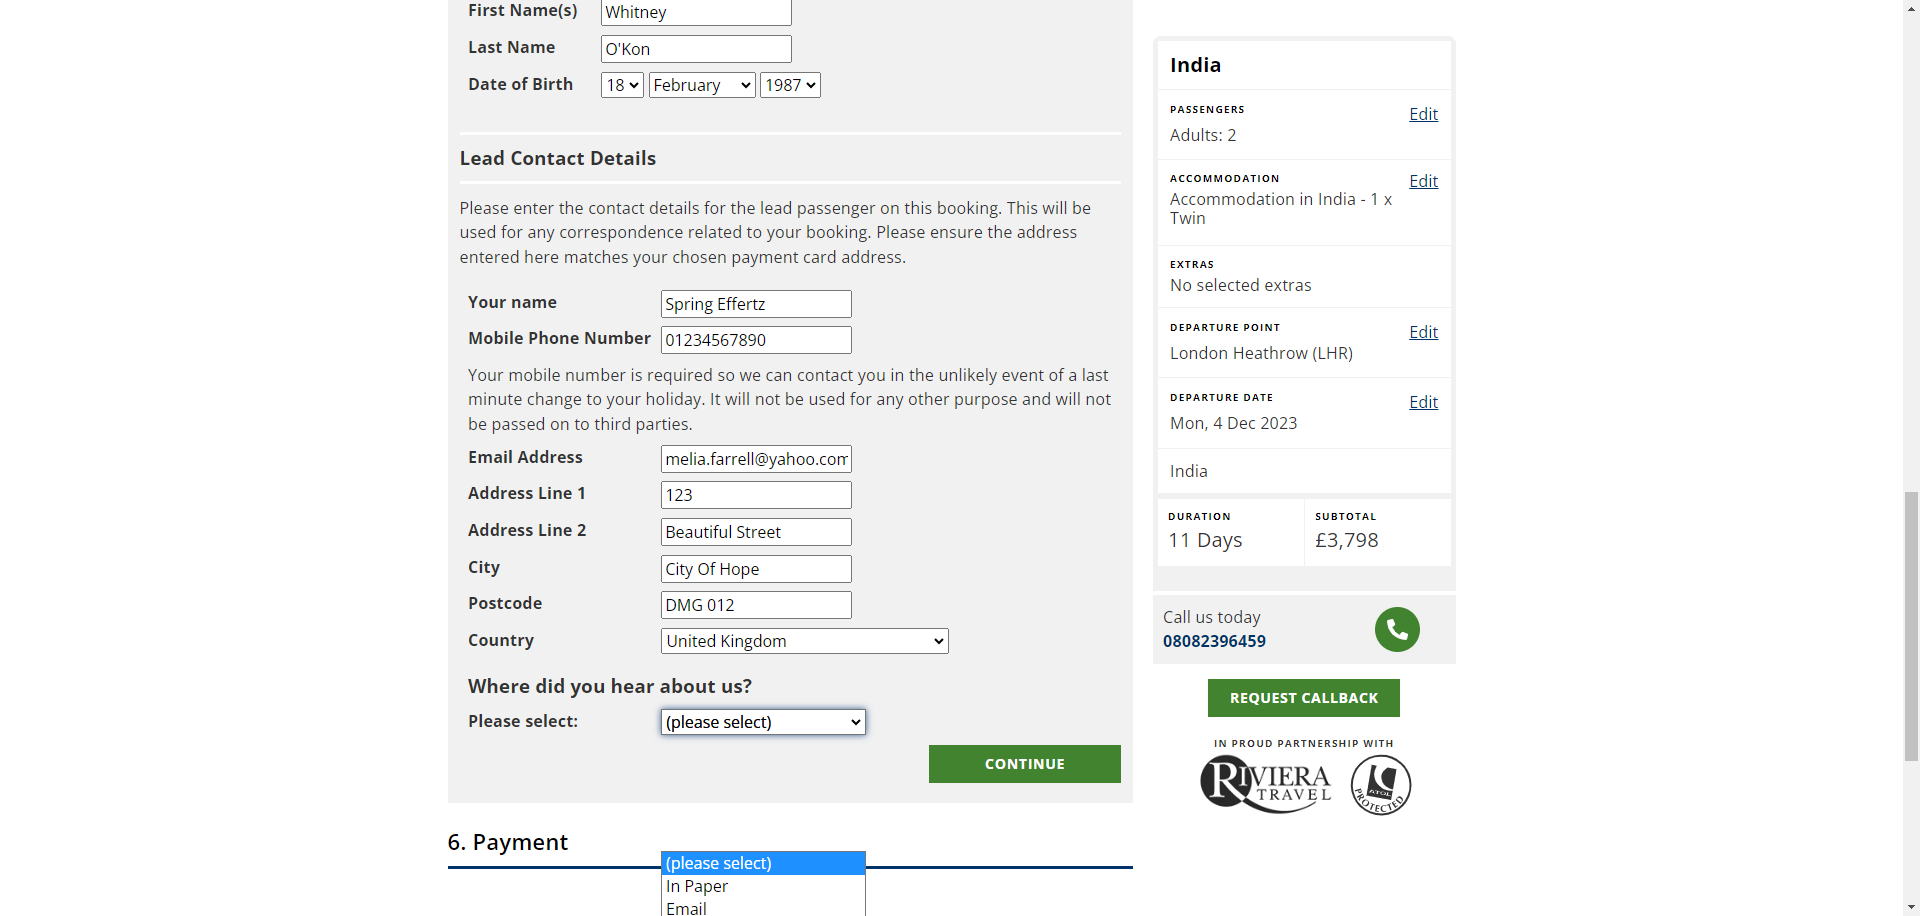 First Name(s)
Whitney
Last Name
O'Kon
Date of Birth
18
February
1987
Lead Contact Details
Please enter the contact details for the lead passenger on this booking. This will be
used for any correspondence related to your booking. Please ensure the address
entered here matches your chosen payment card address.
Your name
Spring Effertz
Mobile Phone Number
01234567890
Your mobile number is required so we can contact you in the unlikely event of a last
minute change to your holiday. It will not be used for any other purpose and will not
be passed on to third parties.
Email Address
melia.farrell@yahoo.com
Address Line 1
123
Address Line 2
Beautiful Street
City
City Of Hope
Postcode
DMG 012
Country
United Kingdom
Where did you hear about us?
Please select:
(please select)
CONTINUE
6. Payment
(please select)
In Paper
Email
India
PASSENGERS
Edit
Adults: 2
ACCOMMODATION
Edit
Accommodation in India - 1 x
Twin
EXTRAS
No selected extras
DEPARTURE POINT
Edit
London Heathrow (LHR)
DEPARTURE DATE
Edit
Mon, 4 Dec 2023
India
DURATION
11 Days
SUBTOTAL
£3,798
Call us today
08082396459
REQUEST CALLBACK
IN PROUD PARTNERSHIP WITH
RIVIERA
TRAVEL
ATOL
PROTECTED